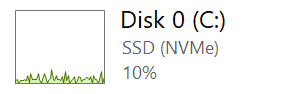 Disk 0 (C:)
SSD (NVMe)
10%